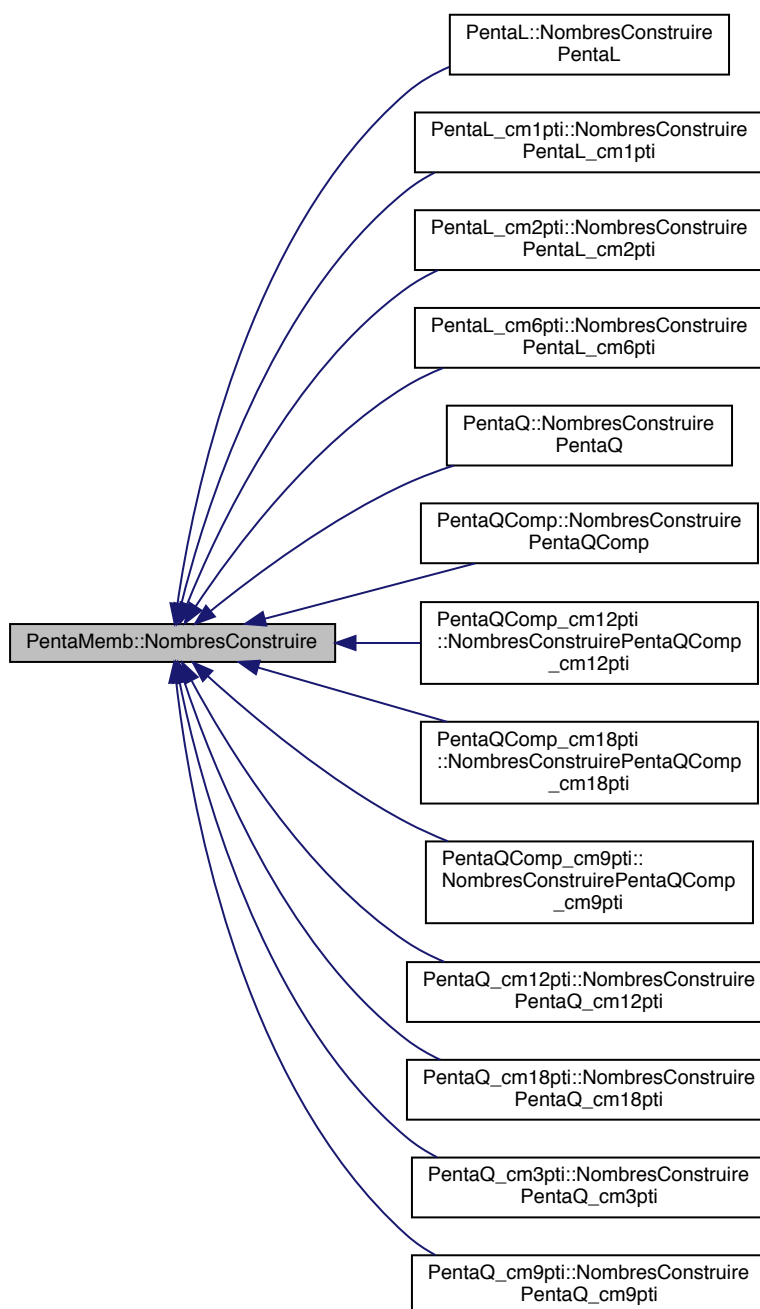 PentaL::NombresConstruire
PentaL
PentaL_cm1pti::NombresConstruire
PentaL_cm1pti
PentaL_cm2pti::NombresConstruire
PentaL_cm2pti
PentaL_cm6pti::NombresConstruire
PentaL_cm6pti
PentaQ::NombresConstruire
PentaQ
PentaQComp::NombresConstruire
PentaQComp
PentaMemb::NombresConstruire
PentaQComp_cm12pti
::NombresConstruirePentaQComp
_cm12pti
PentaQComp_cm18pti
::NombresConstruirePentaQComp
_cm18pti
PentaQComp_cm9pti::
NombresConstruirePentaQComp
_cm9pti
PentaQ_cm12pti::NombresConstruire
PentaQ_cm12pti
PentaQ_cm18pti::NombresConstruire
PentaQ_cm18pti
PentaQ_cm3pti::NombresConstruire
PentaQ_cm3pti
PentaQ_cm9pti::NombresConstruire
PentaQ_cm9pti